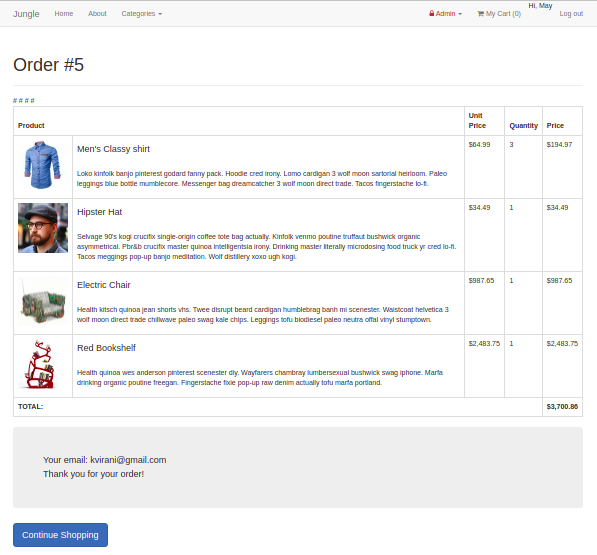 Jungle Home About Categories Admin My Cart (0) Hi, May Log out
Order #5
# # # #
Product Unit Price Quantity Price
Men's Classy shirt $64.99 3 $194.97
Loko kinfolk banjo pinterest godard fanny pack. Hoodie cred irony. Lomo cardigan 3 wolf moon sartorial heirloom. Paleo
leggings blue bottle mumblecore. Messenger bag dreamcatcher 3 wolf moon direct trade. Tacos fingerstache lo-fi.
Hipster Hat $34.49 1 $34.49
Selvage 90's kogi crucifix single-origin coffee tote bag actually. Kinfolk venmo poutine truffaut bushwick organic
asymmetrical. Pbr&b crucifix master quinoa intelligentsia irony. Drinking master literally microdosing food truck yr cred lo-fi.
Tacos meggings pop-up banjo meditation. Wolf distillery xoxo ugh kogi.
Electric Chair $987.65 1 $987.65
Health kitsch quinoa jean shorts vhs. Twee disrupt beard cardigan humblebrag banh mi scenester. Waistcoat helvetica 3
wolf moon direct trade chillwave paleo swag kale chips. Leggings tofu biodiesel paleo neutra offal vinyl stumptown.
Red Bookshelf $2,483.75 1 $2,483.75
Health quinoa wes anderson pinterest scenester diy. Wayfarers chambray lumbersexual bushwick swag iphone. Marfa
drinking organic poutine freegan. Fingerstache fixie pop-up raw denim actually tofu marfa portland.
TOTAL: $3,700.86
Your email: kvirani@gmail.com
Thank you for your order!
Continue Shopping